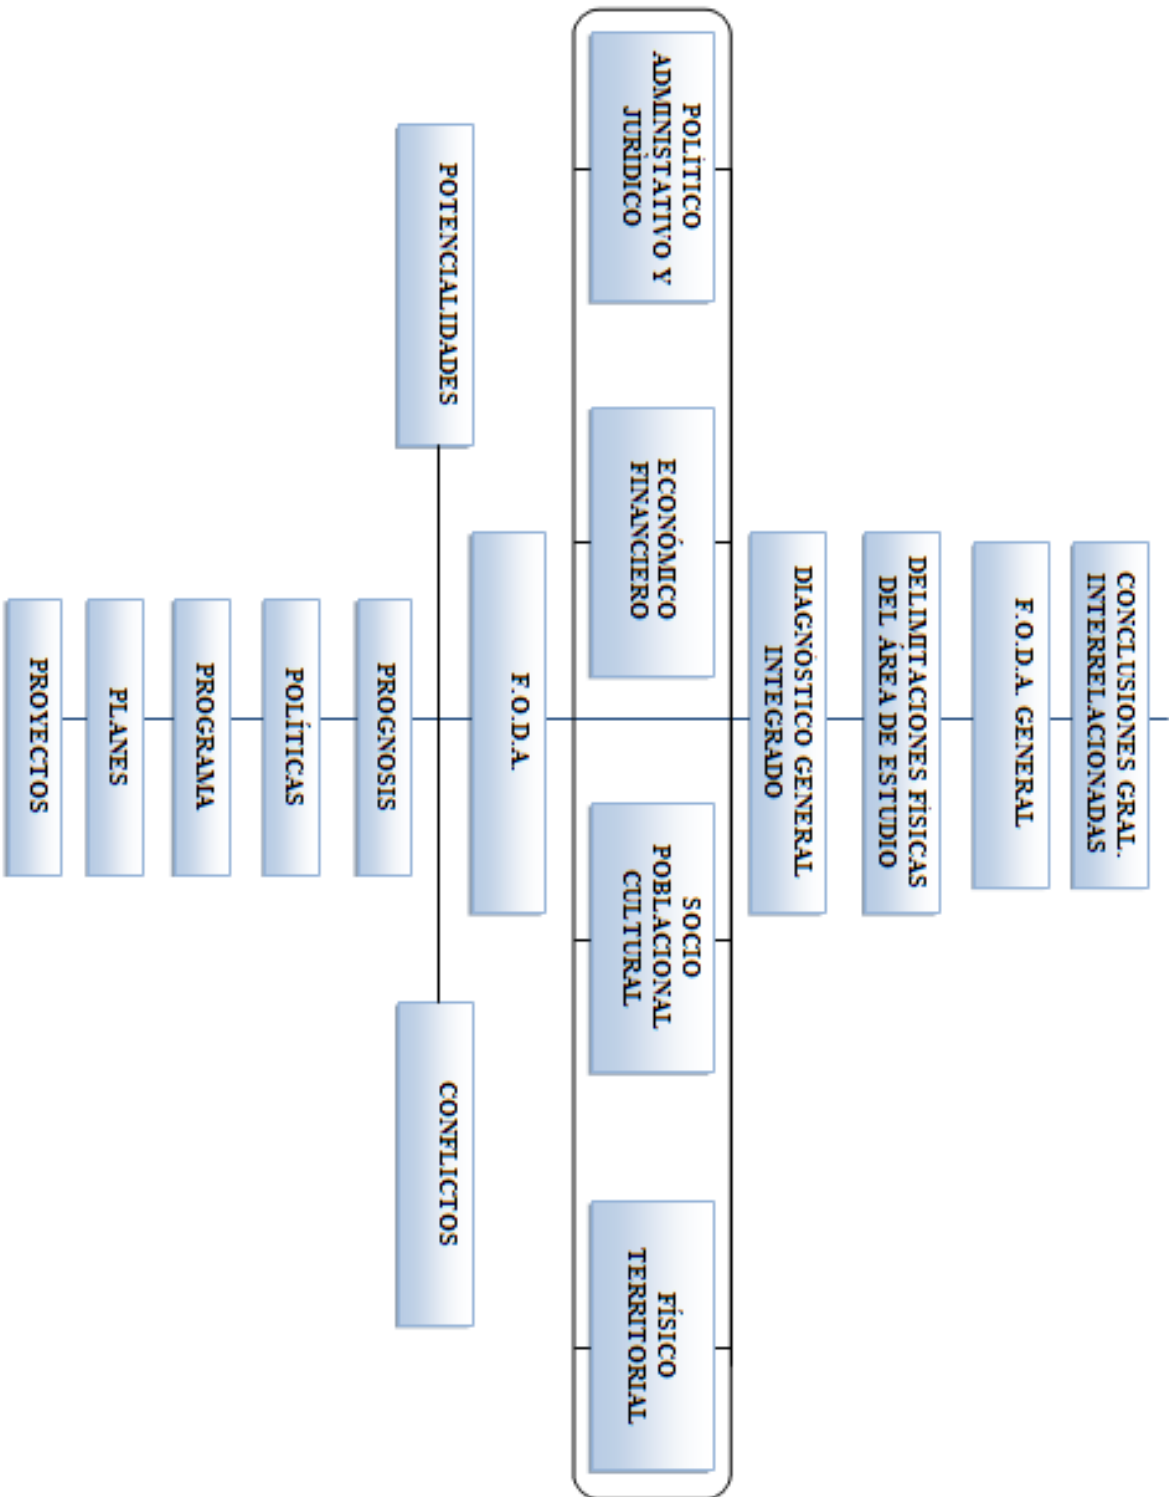 CONCLUSIONES GRAL.
INTERRELACIONADAS
F.O.D.A. GENERAL
DELIMITACIONES FÍSICAS
DEL ÁREA DE ESTUDIO
DIAGNÓSTICO GENERAL
INTEGRADO
POLÍTICO
ADMINISTATIVO Y
JURÌDICO
ECONÓMICO
FINANCIERO
SOCIO
POBLACIONAL
CULTURAL
FÍSICO
TERRITORIAL
F.O.D.A.
POTENCIALIDADES
CONFLICTOS
PROGNOSIS
POLÍTICAS
PROGRAMA
PLANES
PROYECTOS